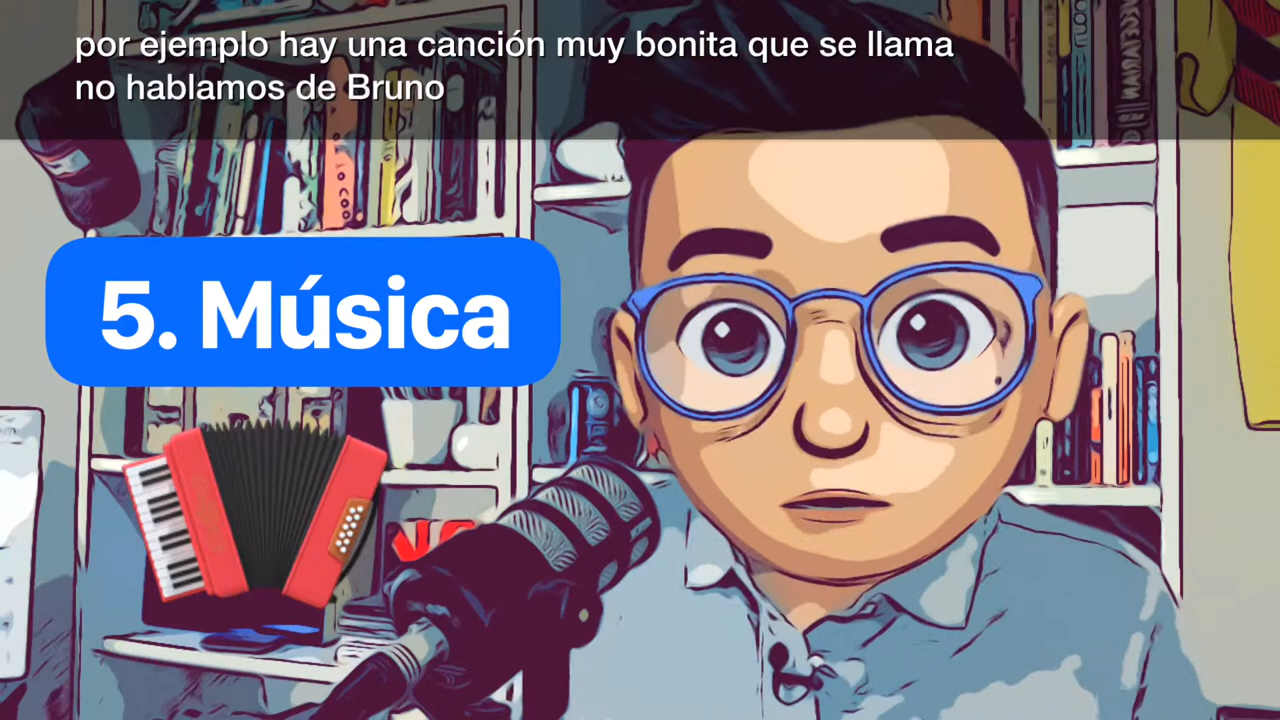 por ejemplo hay una canción muy bonita que se llama
no hablamos de Bruno
5. Música